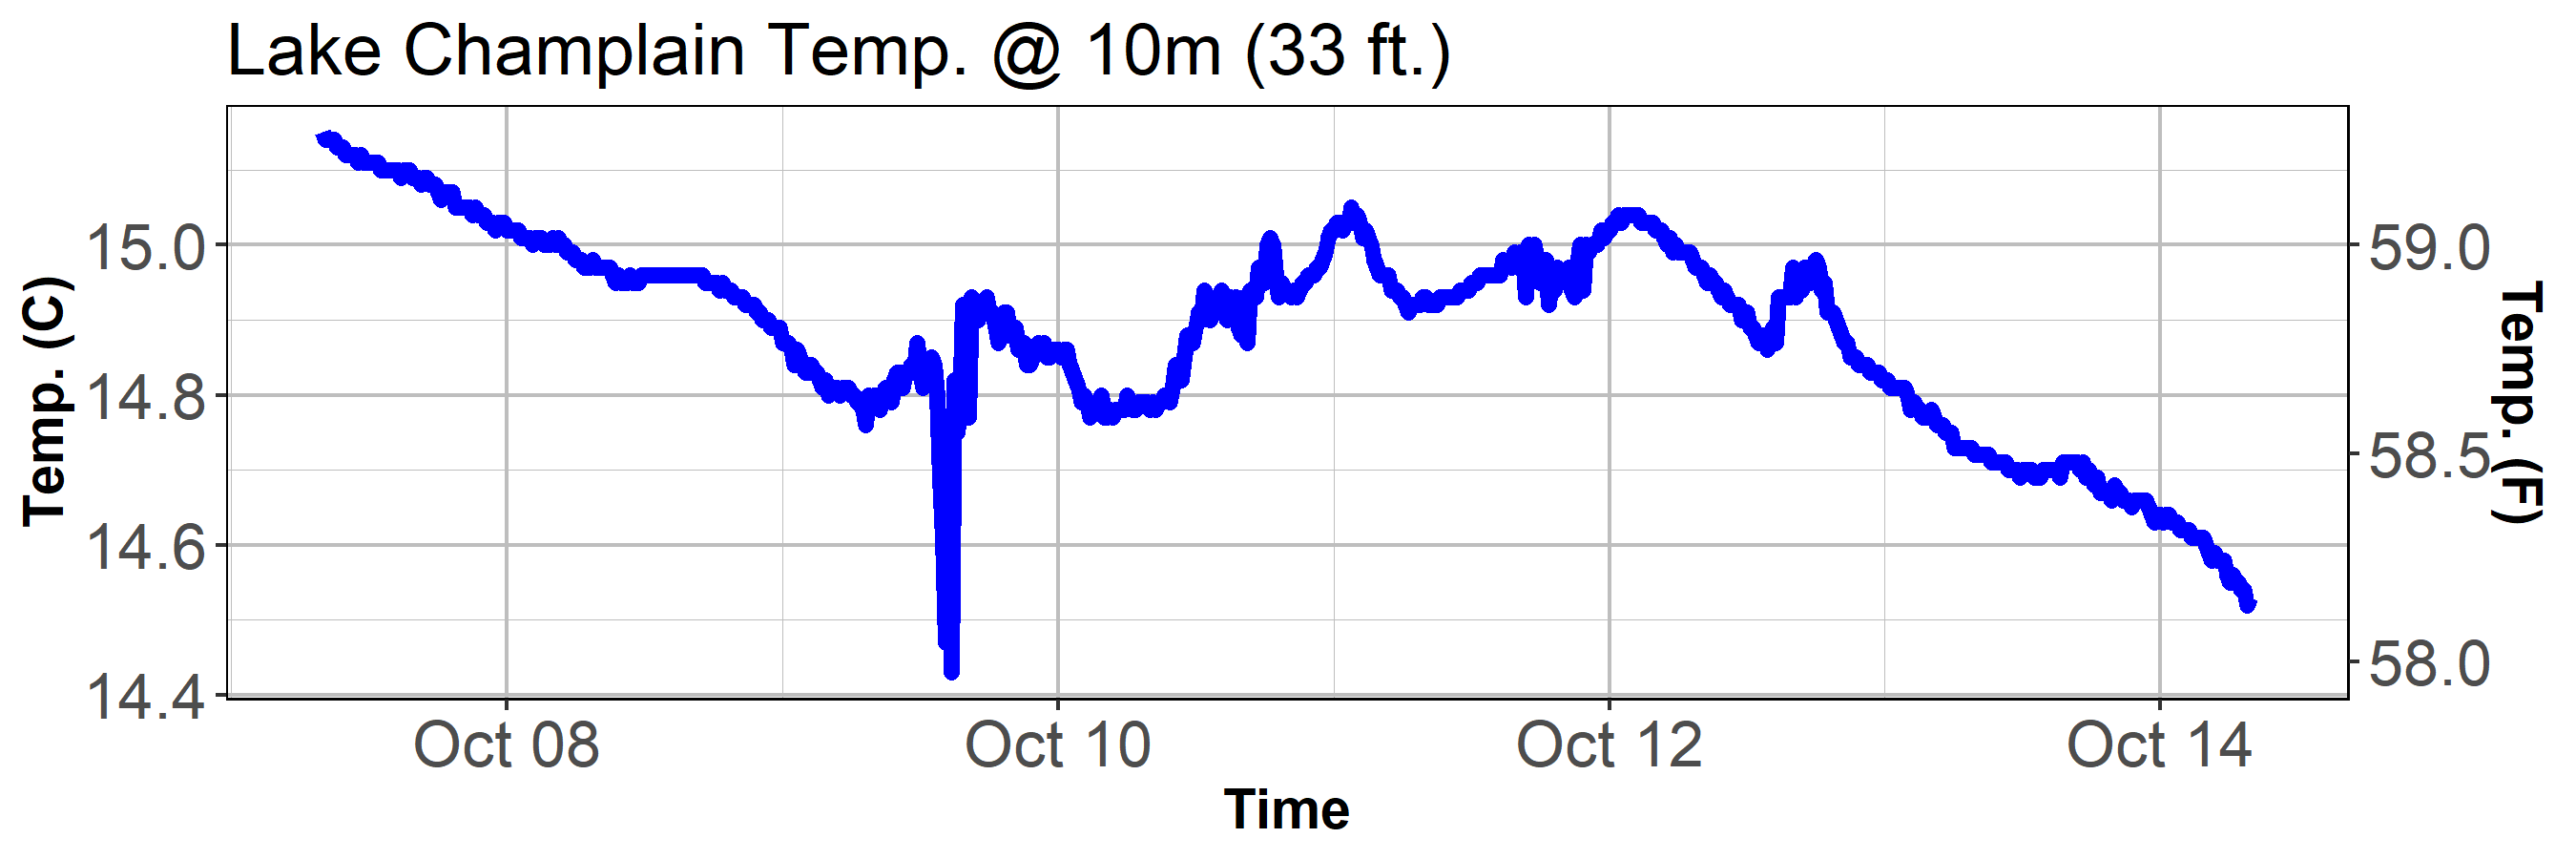 Lake Champlain Temp. @ 10m (33 ft.)
Temp. (C)
15.0
14.8
14.6
14.4
59.0
58.5
58.0
Temp. (F)
Oct 08 Oct 10 Oct 12 Oct 14
Time